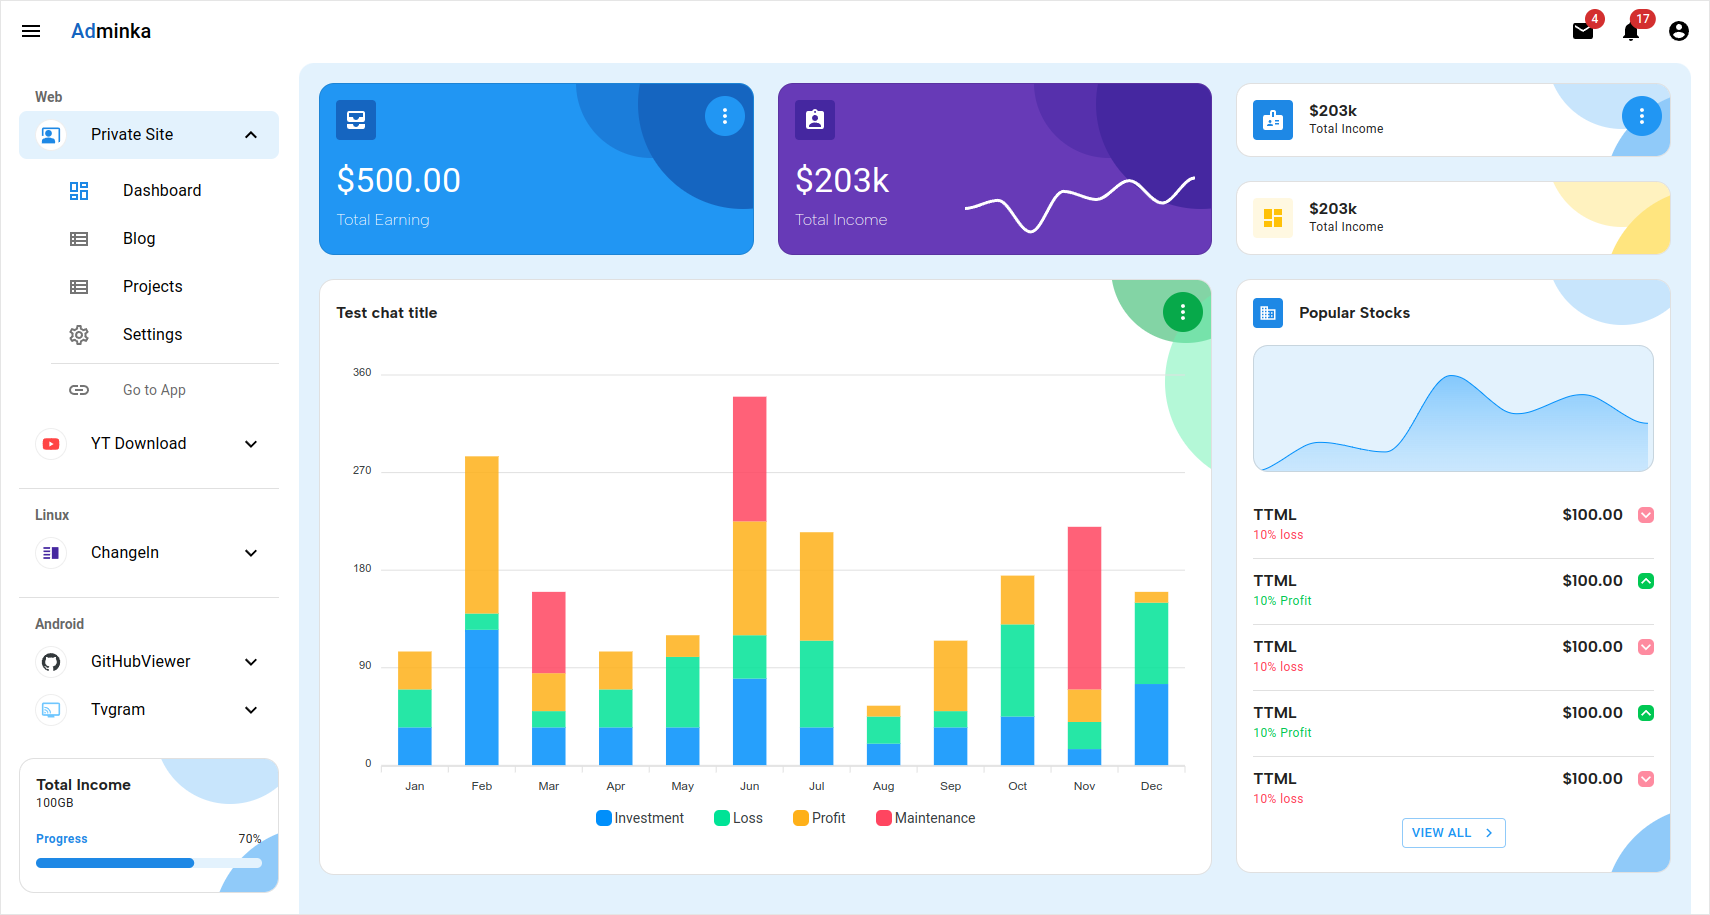 Adminka
4
17
Web
Private Site
Dashboard
Blog
Projects
Settings
Go to App
YT Download
Linux
ChangeIn
Android
GitHubViewer
Tvgram
Total Income
100GB
Progress 70%
$500.00
Total Earning
$203k
Total Income
$203k
Total Income
$203k
Total Income
Test chat title
360
270
180
90
0
Jan Feb Mar Apr May Jun Jul Aug Sep Oct Nov Dec
Investment Loss Profit Maintenance
Popular Stocks
TTML $100.00
10% loss
TTML $100.00
10% Profit
TTML $100.00
10% loss
TTML $100.00
10% Profit
TTML $100.00
10% loss
VIEW ALL